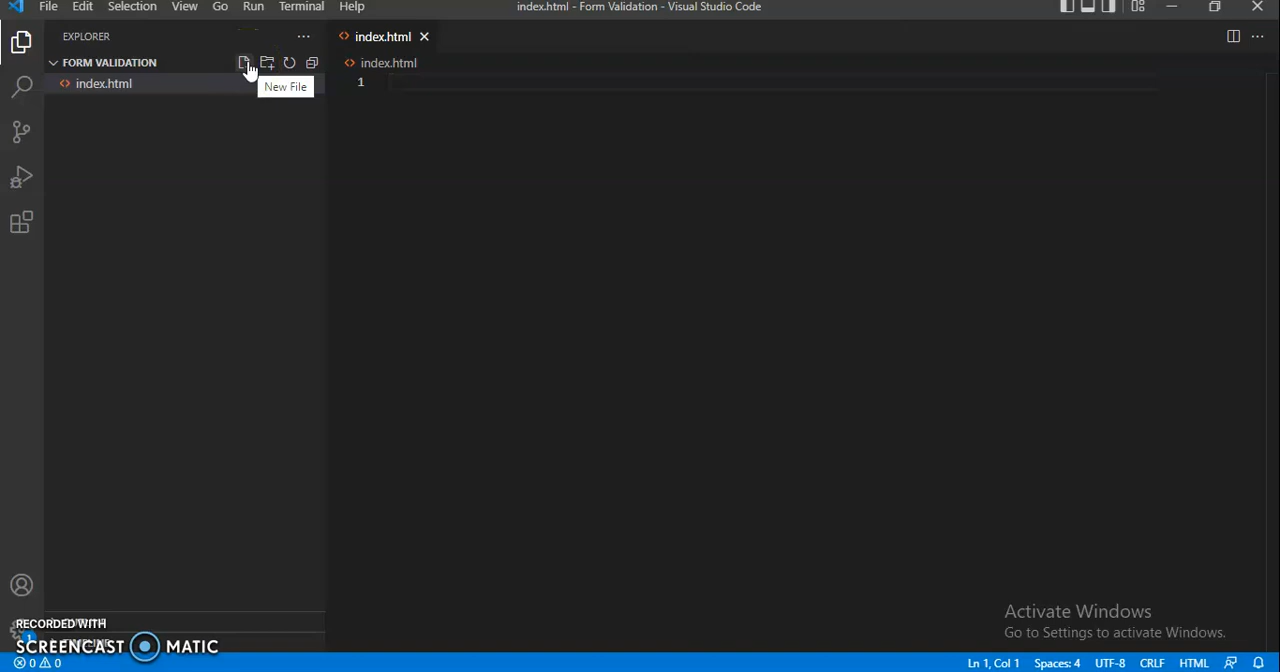 File Edit Selection View Go Run Terminal Help
index.html - Form Validation - Visual Studio Code
EXPLORER
index.html
FORM VALIDATION
index.html
index.html
New File
1
Activate Windows
Go to Settings to activate Windows.
RECORDED WITH
SCREENCAST MATIC
1
TIMELINE
0 0
Ln 1, Col 1 Spaces: 4 UTF-8 CRLF HTML